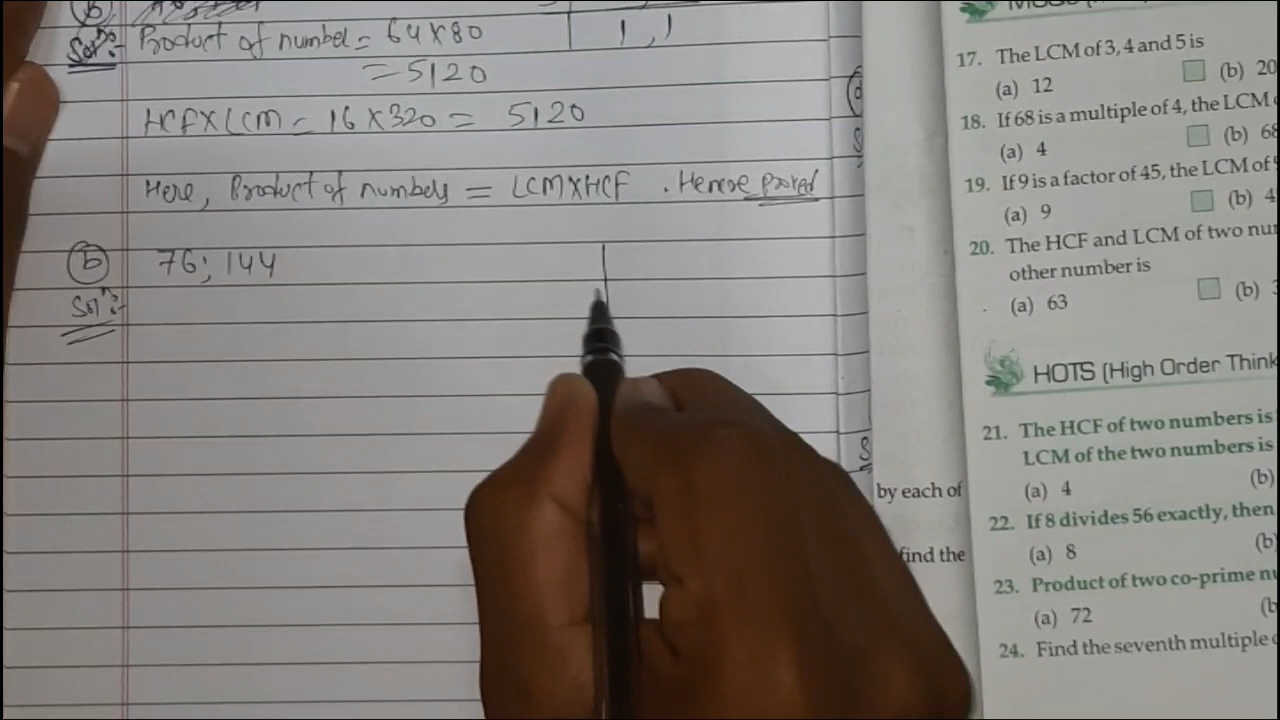 (b)
Sol^n:- Product of number = 64 x 80
= 5120
1, 1
HCF x LCM = 16 x 320 = 5120
Here, Product of numbers = LCM x HCF . Hence proved
(b) 76; 144
Sol^n:-
by each of
find the
17. The LCM of 3, 4 and 5 is
(a) 12 (b) 20
18. If 68 is a multiple of 4, the LCM
(a) 4 (b) 68
19. If 9 is a factor of 45, the LCM of
(a) 9 (b) 4
20. The HCF and LCM of two nu
other number is
(a) 63 (b)
HOTS (High Order Think
21. The HCF of two numbers is
LCM of the two numbers is
(a) 4 (b)
22. If 8 divides 56 exactly, then
(a) 8 (b)
23. Product of two co-prime nu
(a) 72 (b
24. Find the seventh multiple